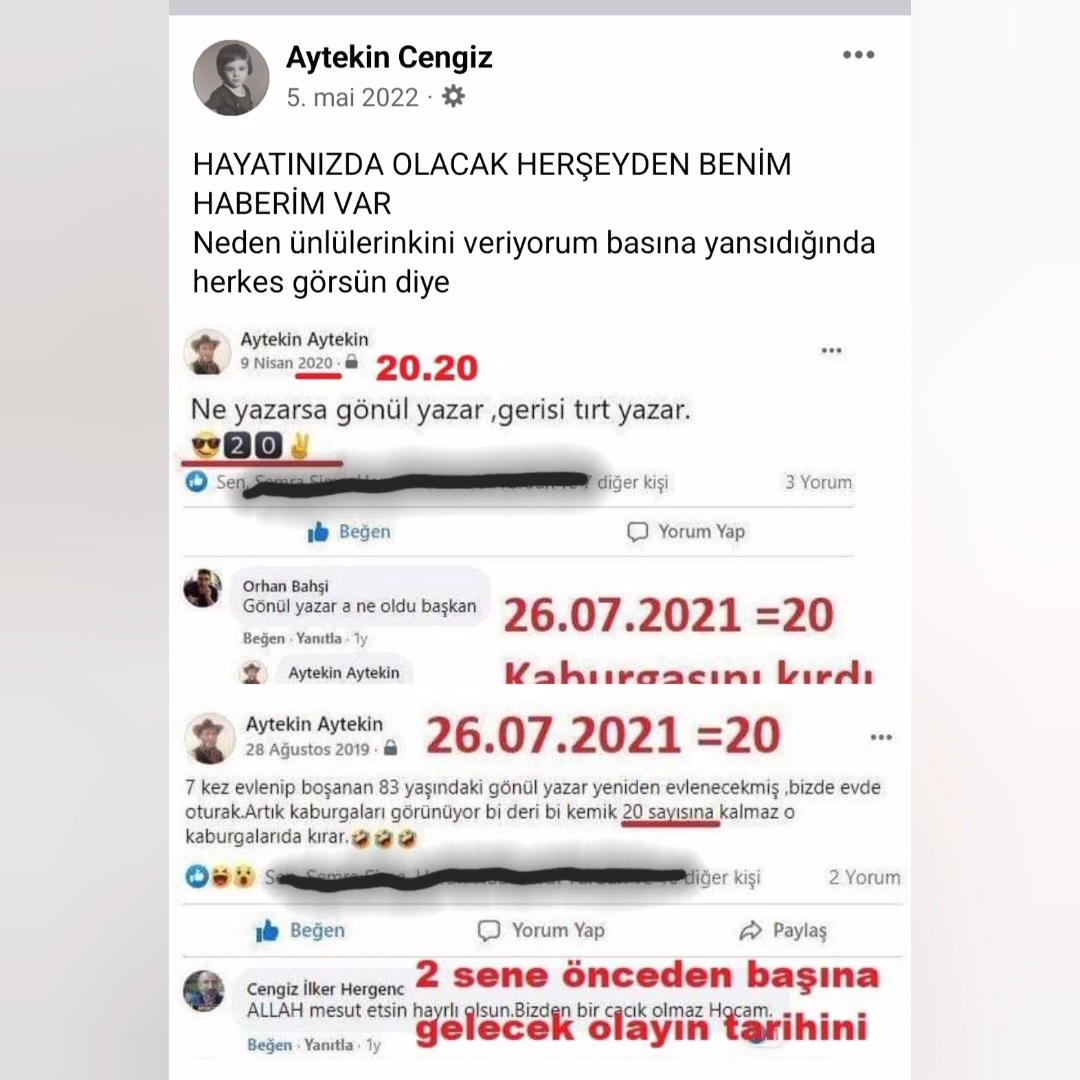 Aytekin Cengiz
5. mai 2022 ·
HAYATINIZDA OLACAK HERŞEYDEN BENİM
HABERİM VAR
Neden ünlülerinkini veriyorum basına yansıdığında
herkes görsün diye
Aytekin Aytekin
9 Nisan 2020 ·
20.20
Ne yazarsa gönül yazar ,gerisi tırt yazar.
😎2️⃣0️⃣✌
Sen,
diğer kişi
3 Yorum
Beğen
Yorum Yap
Orhan Bahşi
Gönül yazar a ne oldu başkan
Beğen · Yanıtla · 1y
26.07.2021 =20
Kaburgasını kırdı
Aytekin Aytekin
Aytekin Aytekin
28 Ağustos 2019 ·
26.07.2021 =20
7 kez evlenip boşanan 83 yaşındaki gönül yazar yeniden evlenecekmiş ,bizde evde
oturak.Artık kaburgaları görünüyor bi deri bi kemik 20 sayısına kalmaz o
kaburgalarıda kırar.🤣🤣🤣
diğer kişi
2 Yorum
Beğen
Yorum Yap
Paylaş
2 sene önceden başına
Cengiz İlker Hergenc
ALLAH mesut etsin hayrlı olsun.Bizden bir cacık olmaz Hocam.
gelecek olayın tarihini
Beğen · Yanıtla · 1y